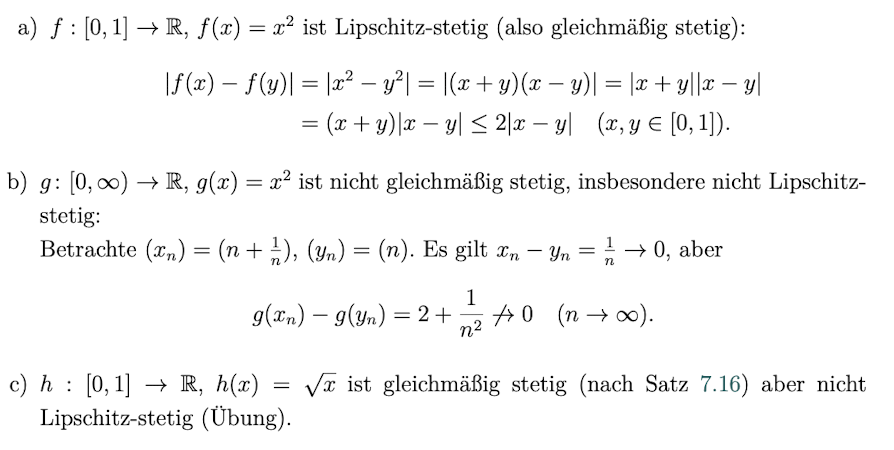 a) f : [0, 1] → ℝ, f(x) = x² ist Lipschitz-stetig (also gleichmäßig stetig):
|f(x) − f(y)| = |x² − y²| = |(x + y)(x − y)| = |x + y||x − y|
= (x + y)|x − y| ≤ 2|x − y| (x, y ∈ [0, 1]).
b) g: [0, ∞) → ℝ, g(x) = x² ist nicht gleichmäßig stetig, insbesondere nicht Lipschitz-
stetig:
Betrachte (xₙ) = (n + 1/n), (yₙ) = (n). Es gilt xₙ − yₙ = 1/n → 0, aber
g(xₙ) − g(yₙ) = 2 + 1/n² ↛ 0 (n → ∞).
c) h : [0, 1] → ℝ, h(x) = √x ist gleichmäßig stetig (nach Satz 7.16) aber nicht
Lipschitz-stetig (Übung).